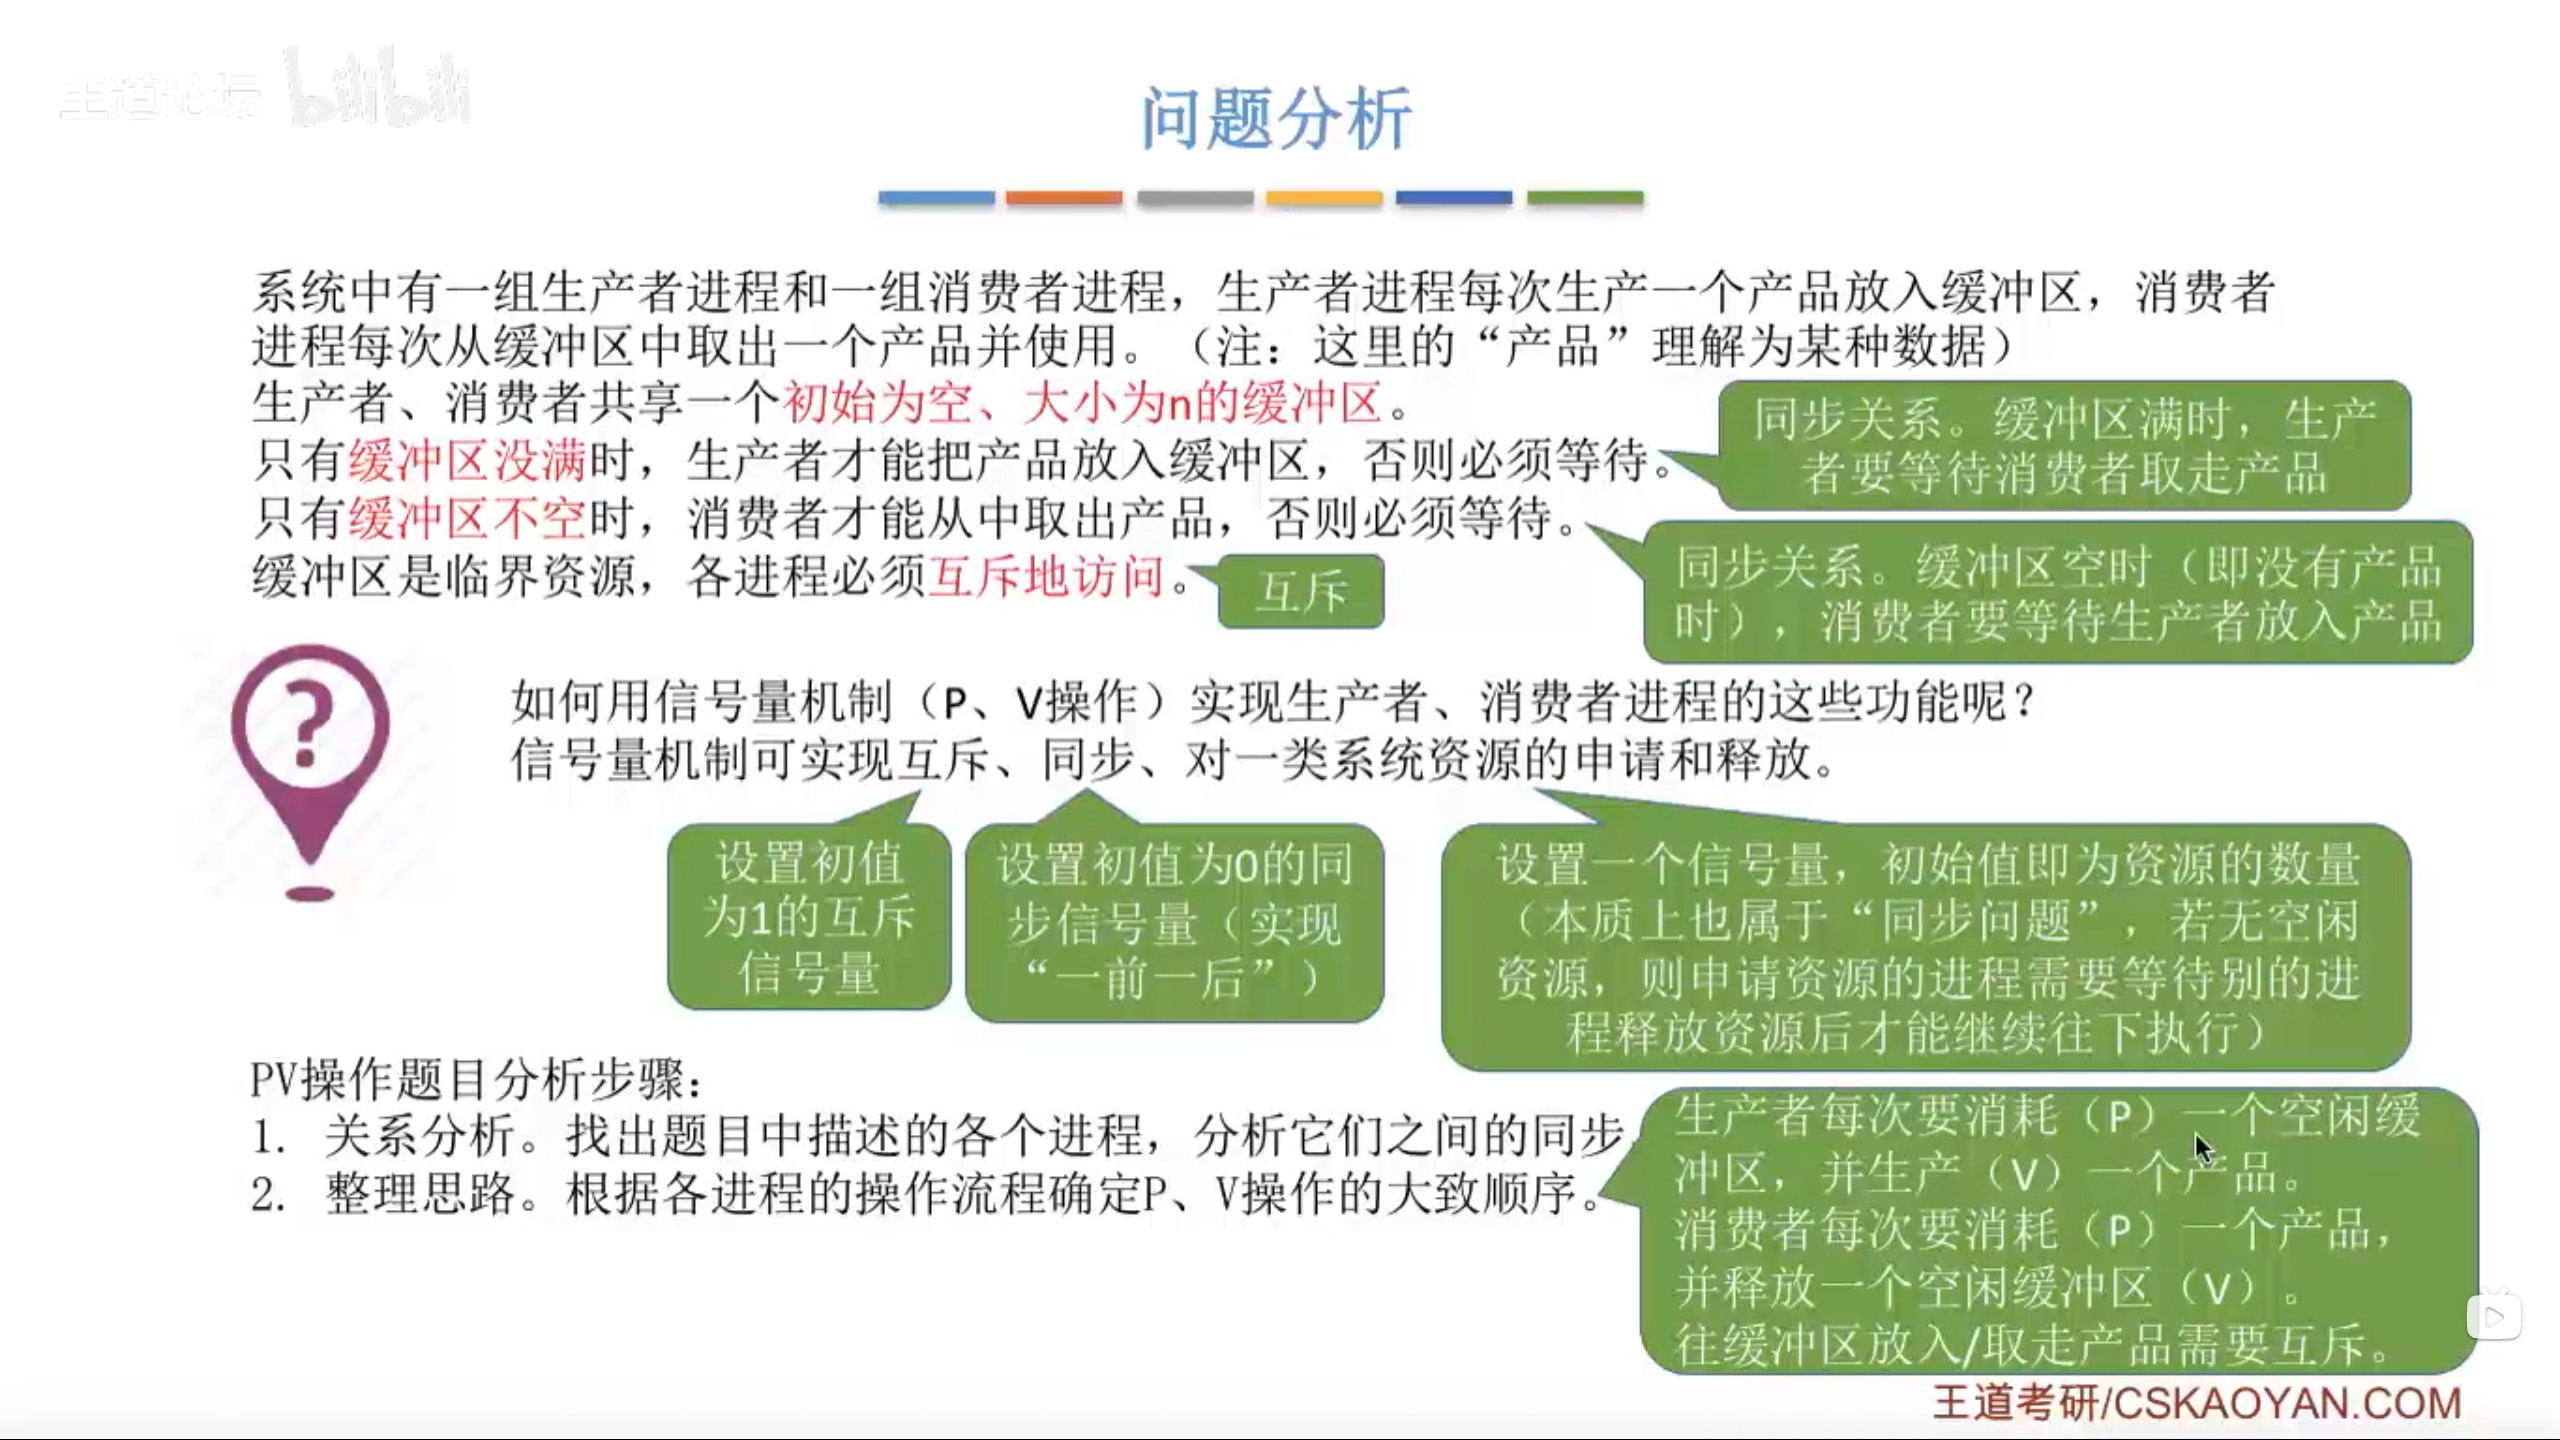 王道论坛 bilibili
问题分析
系统中有一组生产者进程和一组消费者进程，生产者进程每次生产一个产品放入缓冲区，消费者
进程每次从缓冲区中取出一个产品并使用。（注：这里的“产品”理解为某种数据）
生产者、消费者共享一个初始为空、大小为n的缓冲区。
只有缓冲区没满时，生产者才能把产品放入缓冲区，否则必须等待。
同步关系。缓冲区满时，生产
者要等待消费者取走产品
只有缓冲区不空时，消费者才能从中取出产品，否则必须等待。
同步关系。缓冲区空时（即没有产品
时），消费者要等待生产者放入产品
缓冲区是临界资源，各进程必须互斥地访问。
互斥
?
如何用信号量机制（P、V操作）实现生产者、消费者进程的这些功能呢？
信号量机制可实现互斥、同步、对一类系统资源的申请和释放。
设置初值
为1的互斥
信号量
设置初值为0的同
步信号量（实现
“一前一后”）
设置一个信号量，初始值即为资源的数量
（本质上也属于“同步问题”，若无空闲
资源，则申请资源的进程需要等待别的进
程释放资源后才能继续往下执行）
PV操作题目分析步骤：
1. 关系分析。找出题目中描述的各个进程，分析它们之间的同步
2. 整理思路。根据各进程的操作流程确定P、V操作的大致顺序。
生产者每次要消耗（P）一个空闲缓
冲区，并生产（V）一个产品。
消费者每次要消耗（P）一个产品，
并释放一个空闲缓冲区（V）。
往缓冲区放入/取走产品需要互斥。
王道考研/CSKAOYAN.COM